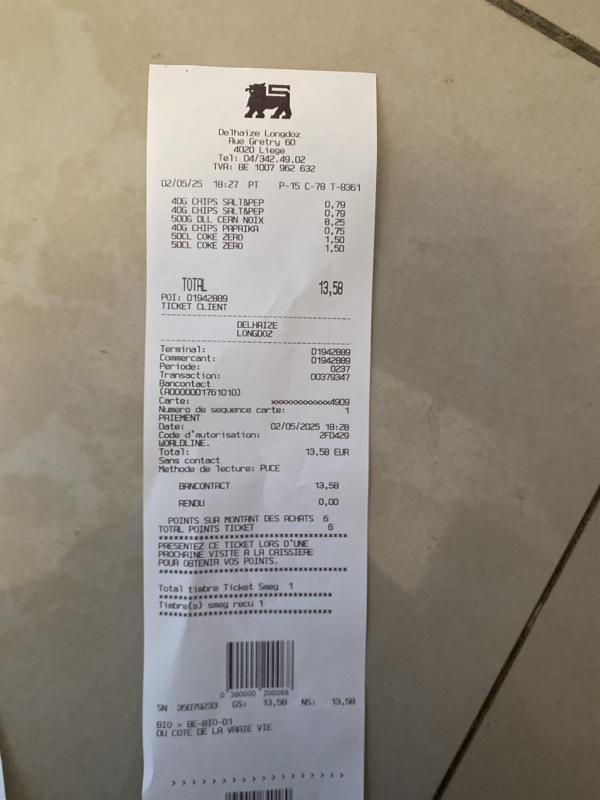 Delhaize Longdoz
Rue Gretry 60
4020 Liege
Tel: 04/342.49.02
TVA: BE 1007 962 632
02/05/25 18:27 PT P-15 C-78 T-8361
40G CHIPS SALT&PEP 0,79
40G CHIPS SALT&PEP 0,79
500G DLL CERN NOIX 8,25
40G CHIPS PAPRIKA 0,75
50CL COKE ZERO 1,50
50CL COKE ZERO 1,50
TOTAL 13,58
POI: 01942889
TICKET CLIENT
DELHAIZE
LONGDOZ
Terminal: 01942889
Commercant: 01942889
Periode: 0237
Transaction: 00379347
Bancontact
(A0000001761010)
Carte: xxxxxxxxxxxx4909
Numero de sequence carte: 1
PAIEMENT
Date: 02/05/2025 18:28
Code d'autorisation: 2FD429
WORLDLINE.
Total: 13,58 EUR
Sans contact
Methode de lecture: PUCE
BANCONTACT 13,58
RENDU 0,00
POINTS SUR MONTANT DES ACHATS 6
TOTAL POINTS TICKET 6
PRESENTEZ CE TICKET LORS D'UNE
PROCHAINE VISITE A LA CAISSIERE
POUR OBTENIR VOS POINTS.
Total timbre Ticket Smeg 1
Timbre(s) smeg recu 1
0 380000 200068
SN 35079233 GS: 13,58 NS: 13,58
BIO = BE-BIO-01
DU COTE DE LA VRAIE VIE